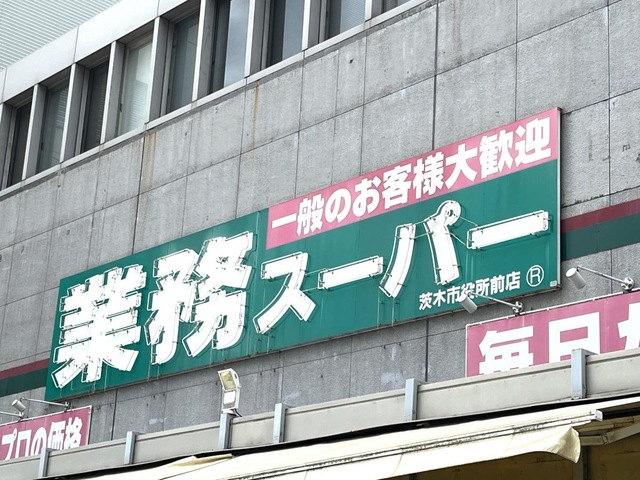 一般のお客様大歓迎
業務スーパー
茨木市役所前店 ®
毎日
プロの価格